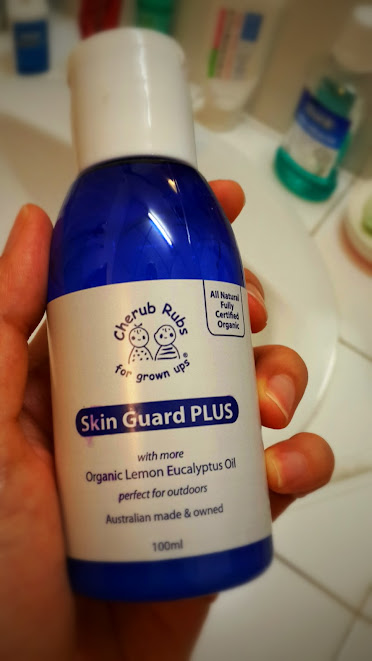 All Natural
Fully
Certified
Organic
Cherub Rubs
for grown ups®
Skin Guard PLUS
with more
Organic Lemon Eucalyptus Oil
perfect for outdoors
Australian made & owned
100ml